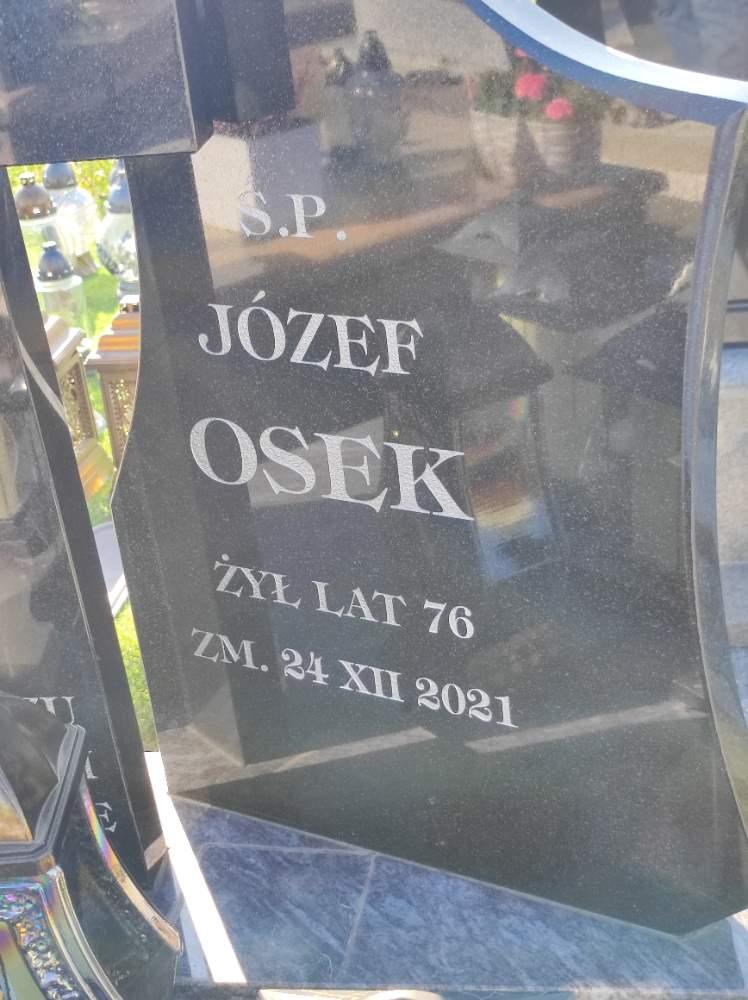 Ś.P.
JÓZEF
OSEK
ŻYŁ LAT 76
ZM. 24 XII 2021